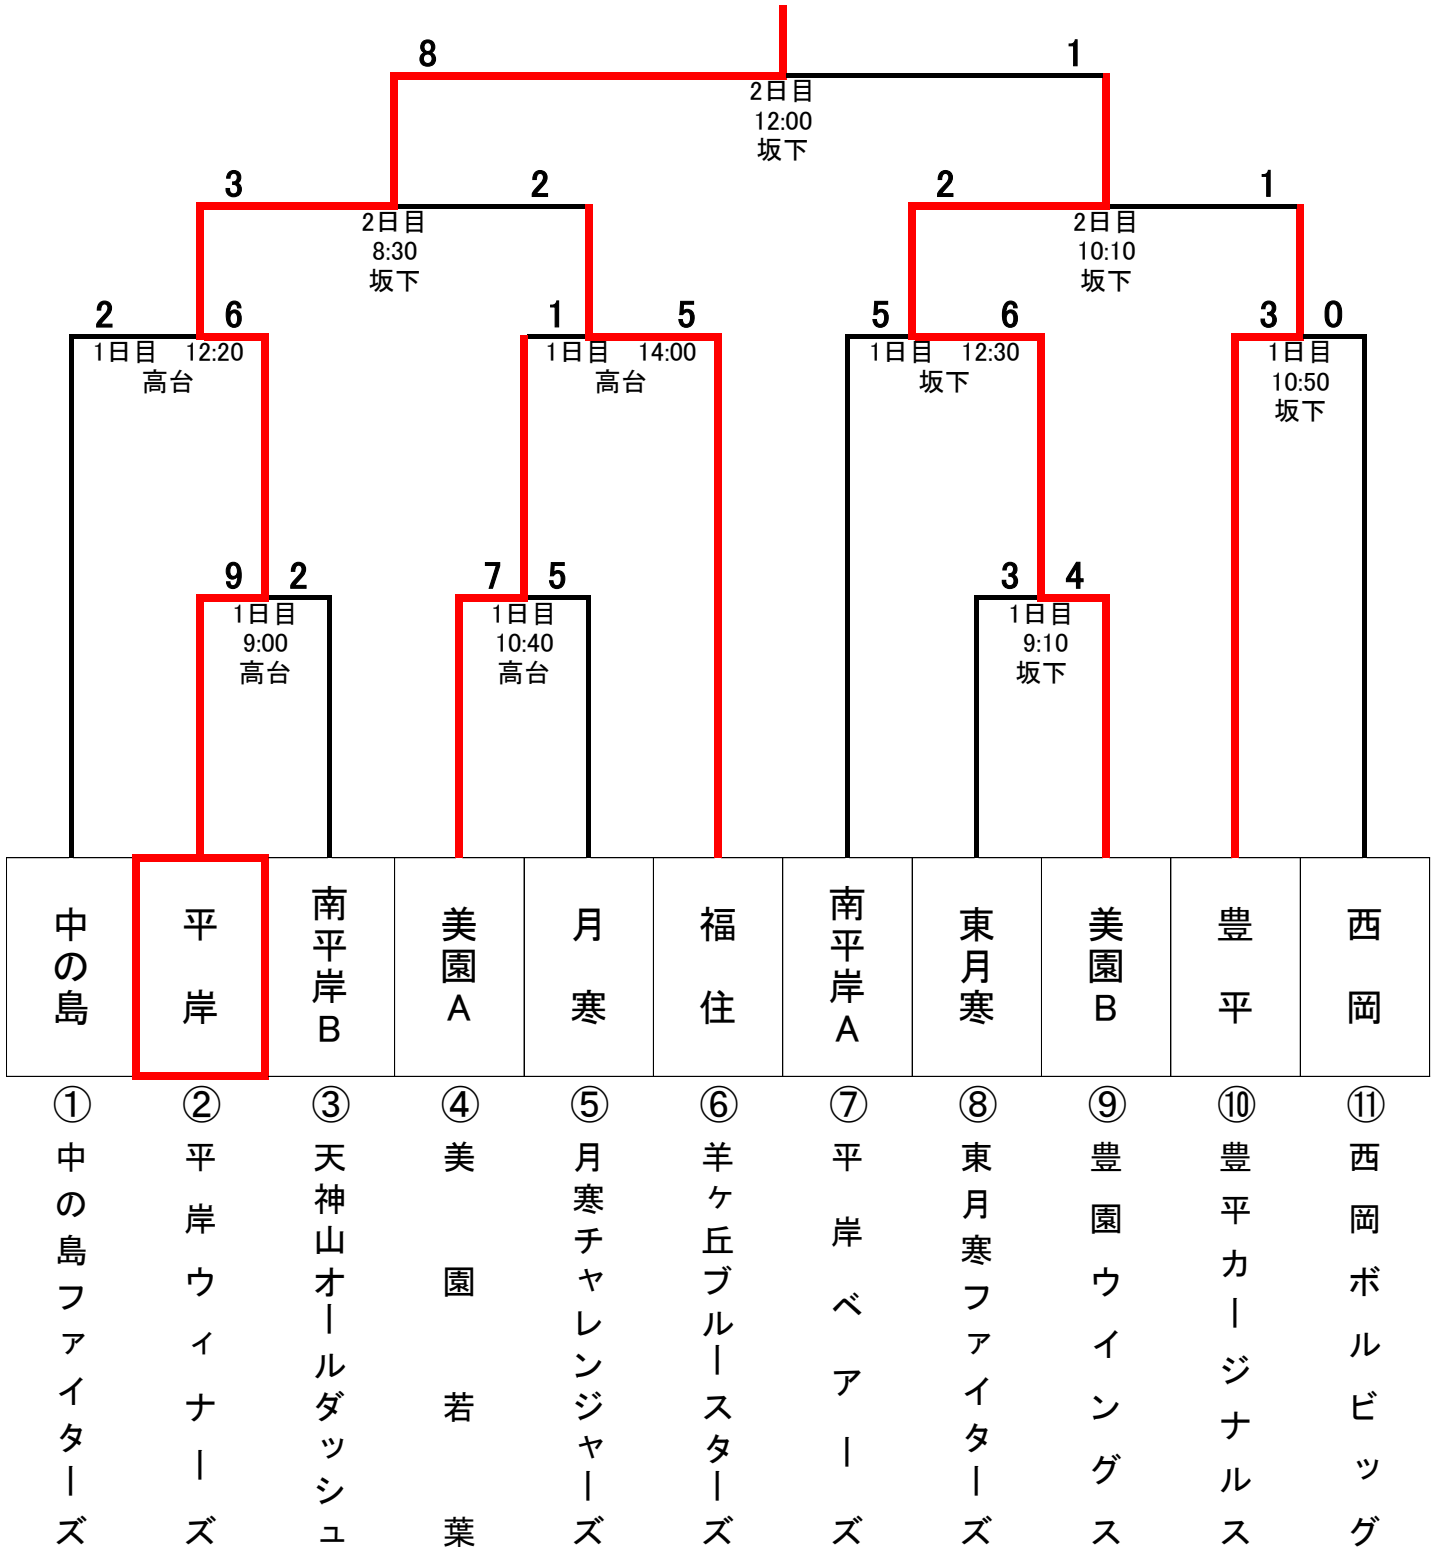 8
1
2日目
12:00
坂下
3
2
2
1
2日目
8:30
坂下
2日目
10:10
坂下
2
6
1
5
5
6
3
0
1日目 12:20
高台
1日目 14:00
高台
1日目 12:30
坂下
1日目
10:50
坂下
9
2
7
5
3
4
1日目
9:00
高台
1日目
10:40
高台
1日目
9:10
坂下
中の島
平岸
南平岸B
美園A
月寒
福住
南平岸A
東月寒
美園B
豊平
西岡
①
②
③
④
⑤
⑥
⑦
⑧
⑨
⑩
⑪
中の島ファイターズ
平岸ウィナーズ
天神山オールダッシュ
美園若葉
月寒チャレンジャーズ
羊ヶ丘ブルースターズ
平岸ベアーズ
東月寒ファイターズ
豊園ウイングス
豊平カージナルス
西岡ボルビッグ